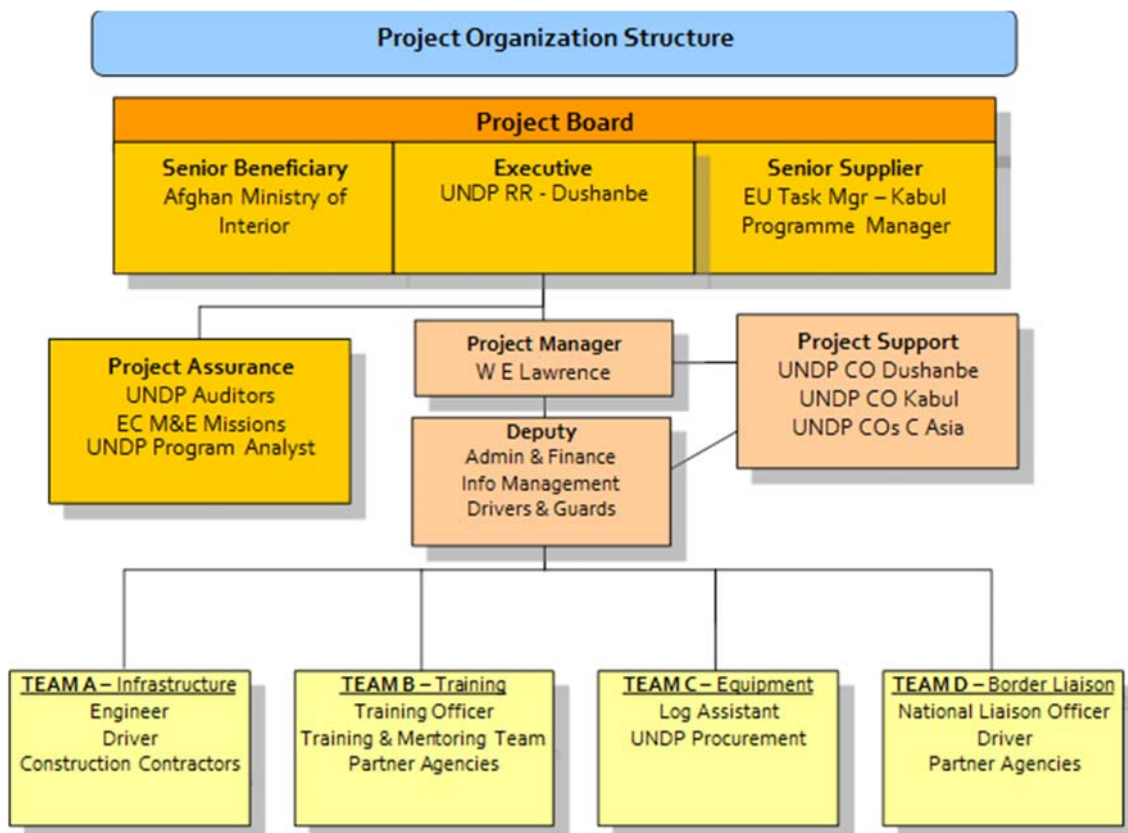 Project Organization Structure
Project Board
Senior Beneficiary
Afghan Ministry of
Interior
Executive
UNDP RR - Dushanbe
Senior Supplier
EU Task Mgr – Kabul
Programme Manager
Project Assurance
UNDP Auditors
EC M&E Missions
UNDP Program Analyst
Project Manager
W E Lawrence
Project Support
UNDP CO Dushanbe
UNDP CO Kabul
UNDP COs C Asia
Deputy
Admin & Finance
Info Management
Drivers & Guards
TEAM A – Infrastructure
Engineer
Driver
Construction Contractors
TEAM B – Training
Training Officer
Training & Mentoring Team
Partner Agencies
TEAM C – Equipment
Log Assistant
UNDP Procurement
TEAM D – Border Liaison
National Liaison Officer
Driver
Partner Agencies